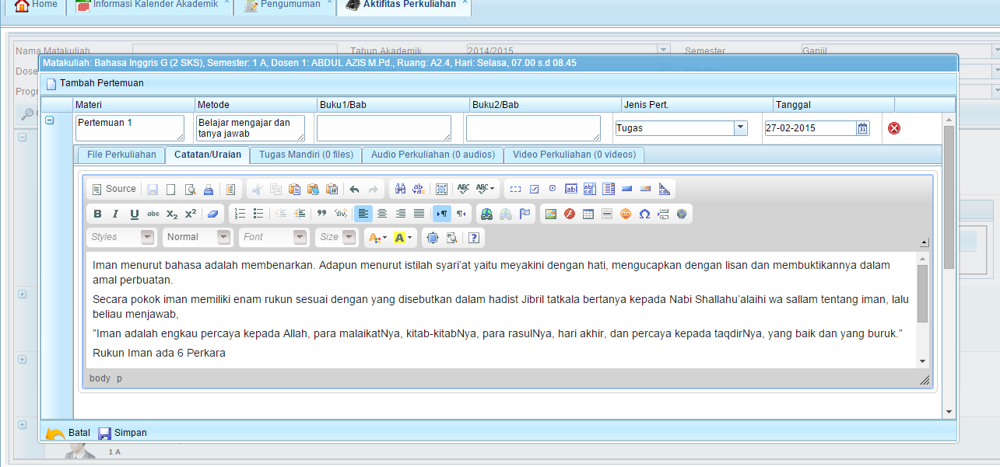 Home Informasi Kalender Akademik Pengumuman Aktifitas Perkuliahan
Nama Matakuliah Tahun Akademik 2014/2015 Semester Ganjil
Matakuliah: Bahasa Inggris G (2 SKS), Semester: 1 A, Dosen 1: ABDUL AZIS M.Pd., Ruang: A2.4, Hari: Selasa, 07.00 s.d 08.45
Tambah Pertemuan
Materi Metode Buku1/Bab Buku2/Bab Jenis Pert. Tanggal
Pertemuan 1 Belajar mengajar dan
tanya jawab
Tugas 27-02-2015
File Perkuliahan Catatan/Uraian Tugas Mandiri (0 files) Audio Perkuliahan (0 audios) Video Perkuliahan (0 videos)
Source
Styles Normal Font Size
Iman menurut bahasa adalah membenarkan. Adapun menurut istilah syari'at yaitu meyakini dengan hati, mengucapkan dengan lisan dan membuktikannya dalam
amal perbuatan.
Secara pokok iman memiliki enam rukun sesuai dengan yang disebutkan dalam hadist Jibril tatkala bertanya kepada Nabi Shallahu'alaihi wa sallam tentang iman, lalu
beliau menjawab,
"Iman adalah engkau percaya kepada Allah, para malaikatNya, kitab-kitabNya, para rasulNya, hari akhir, dan percaya kepada taqdirNya, yang baik dan yang buruk."
Rukun Iman ada 6 Perkara
body p
Batal Simpan
1 A